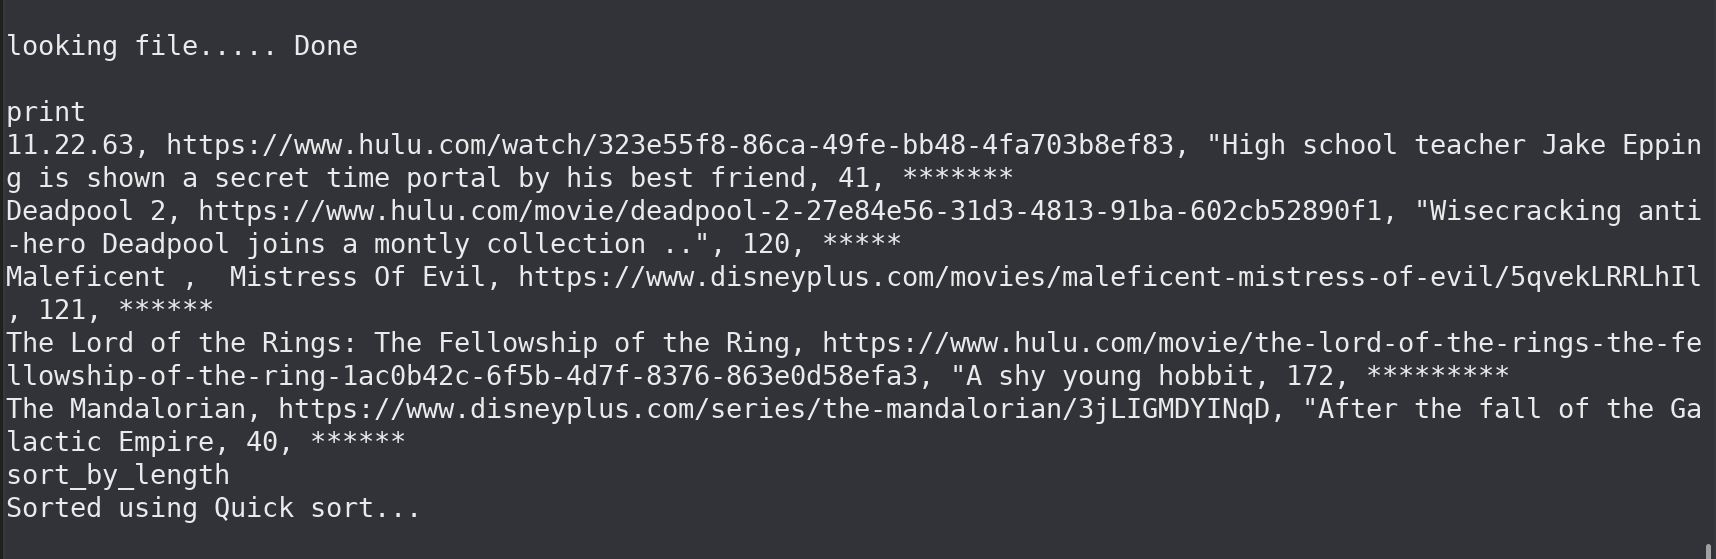 looking file..... Done
print
11.22.63, https://www.hulu.com/watch/323e55f8-86ca-49fe-bb48-4fa703b8ef83, "High school teacher Jake Eppin
g is shown a secret time portal by his best friend, 41, *******
Deadpool 2, https://www.hulu.com/movie/deadpool-2-27e84e56-31d3-4813-91ba-602cb52890f1, "Wisecracking anti
-hero Deadpool joins a montly collection ..", 120, *****
Maleficent ,  Mistress Of Evil, https://www.disneyplus.com/movies/maleficent-mistress-of-evil/5qvekLRRLhIl
, 121, ******
The Lord of the Rings: The Fellowship of the Ring, https://www.hulu.com/movie/the-lord-of-the-rings-the-fe
llowship-of-the-ring-1ac0b42c-6f5b-4d7f-8376-863e0d58efa3, "A shy young hobbit, 172, *********
The Mandalorian, https://www.disneyplus.com/series/the-mandalorian/3jLIGMDYINqD, "After the fall of the Ga
lactic Empire, 40, ******
sort_by_length
Sorted using Quick sort...